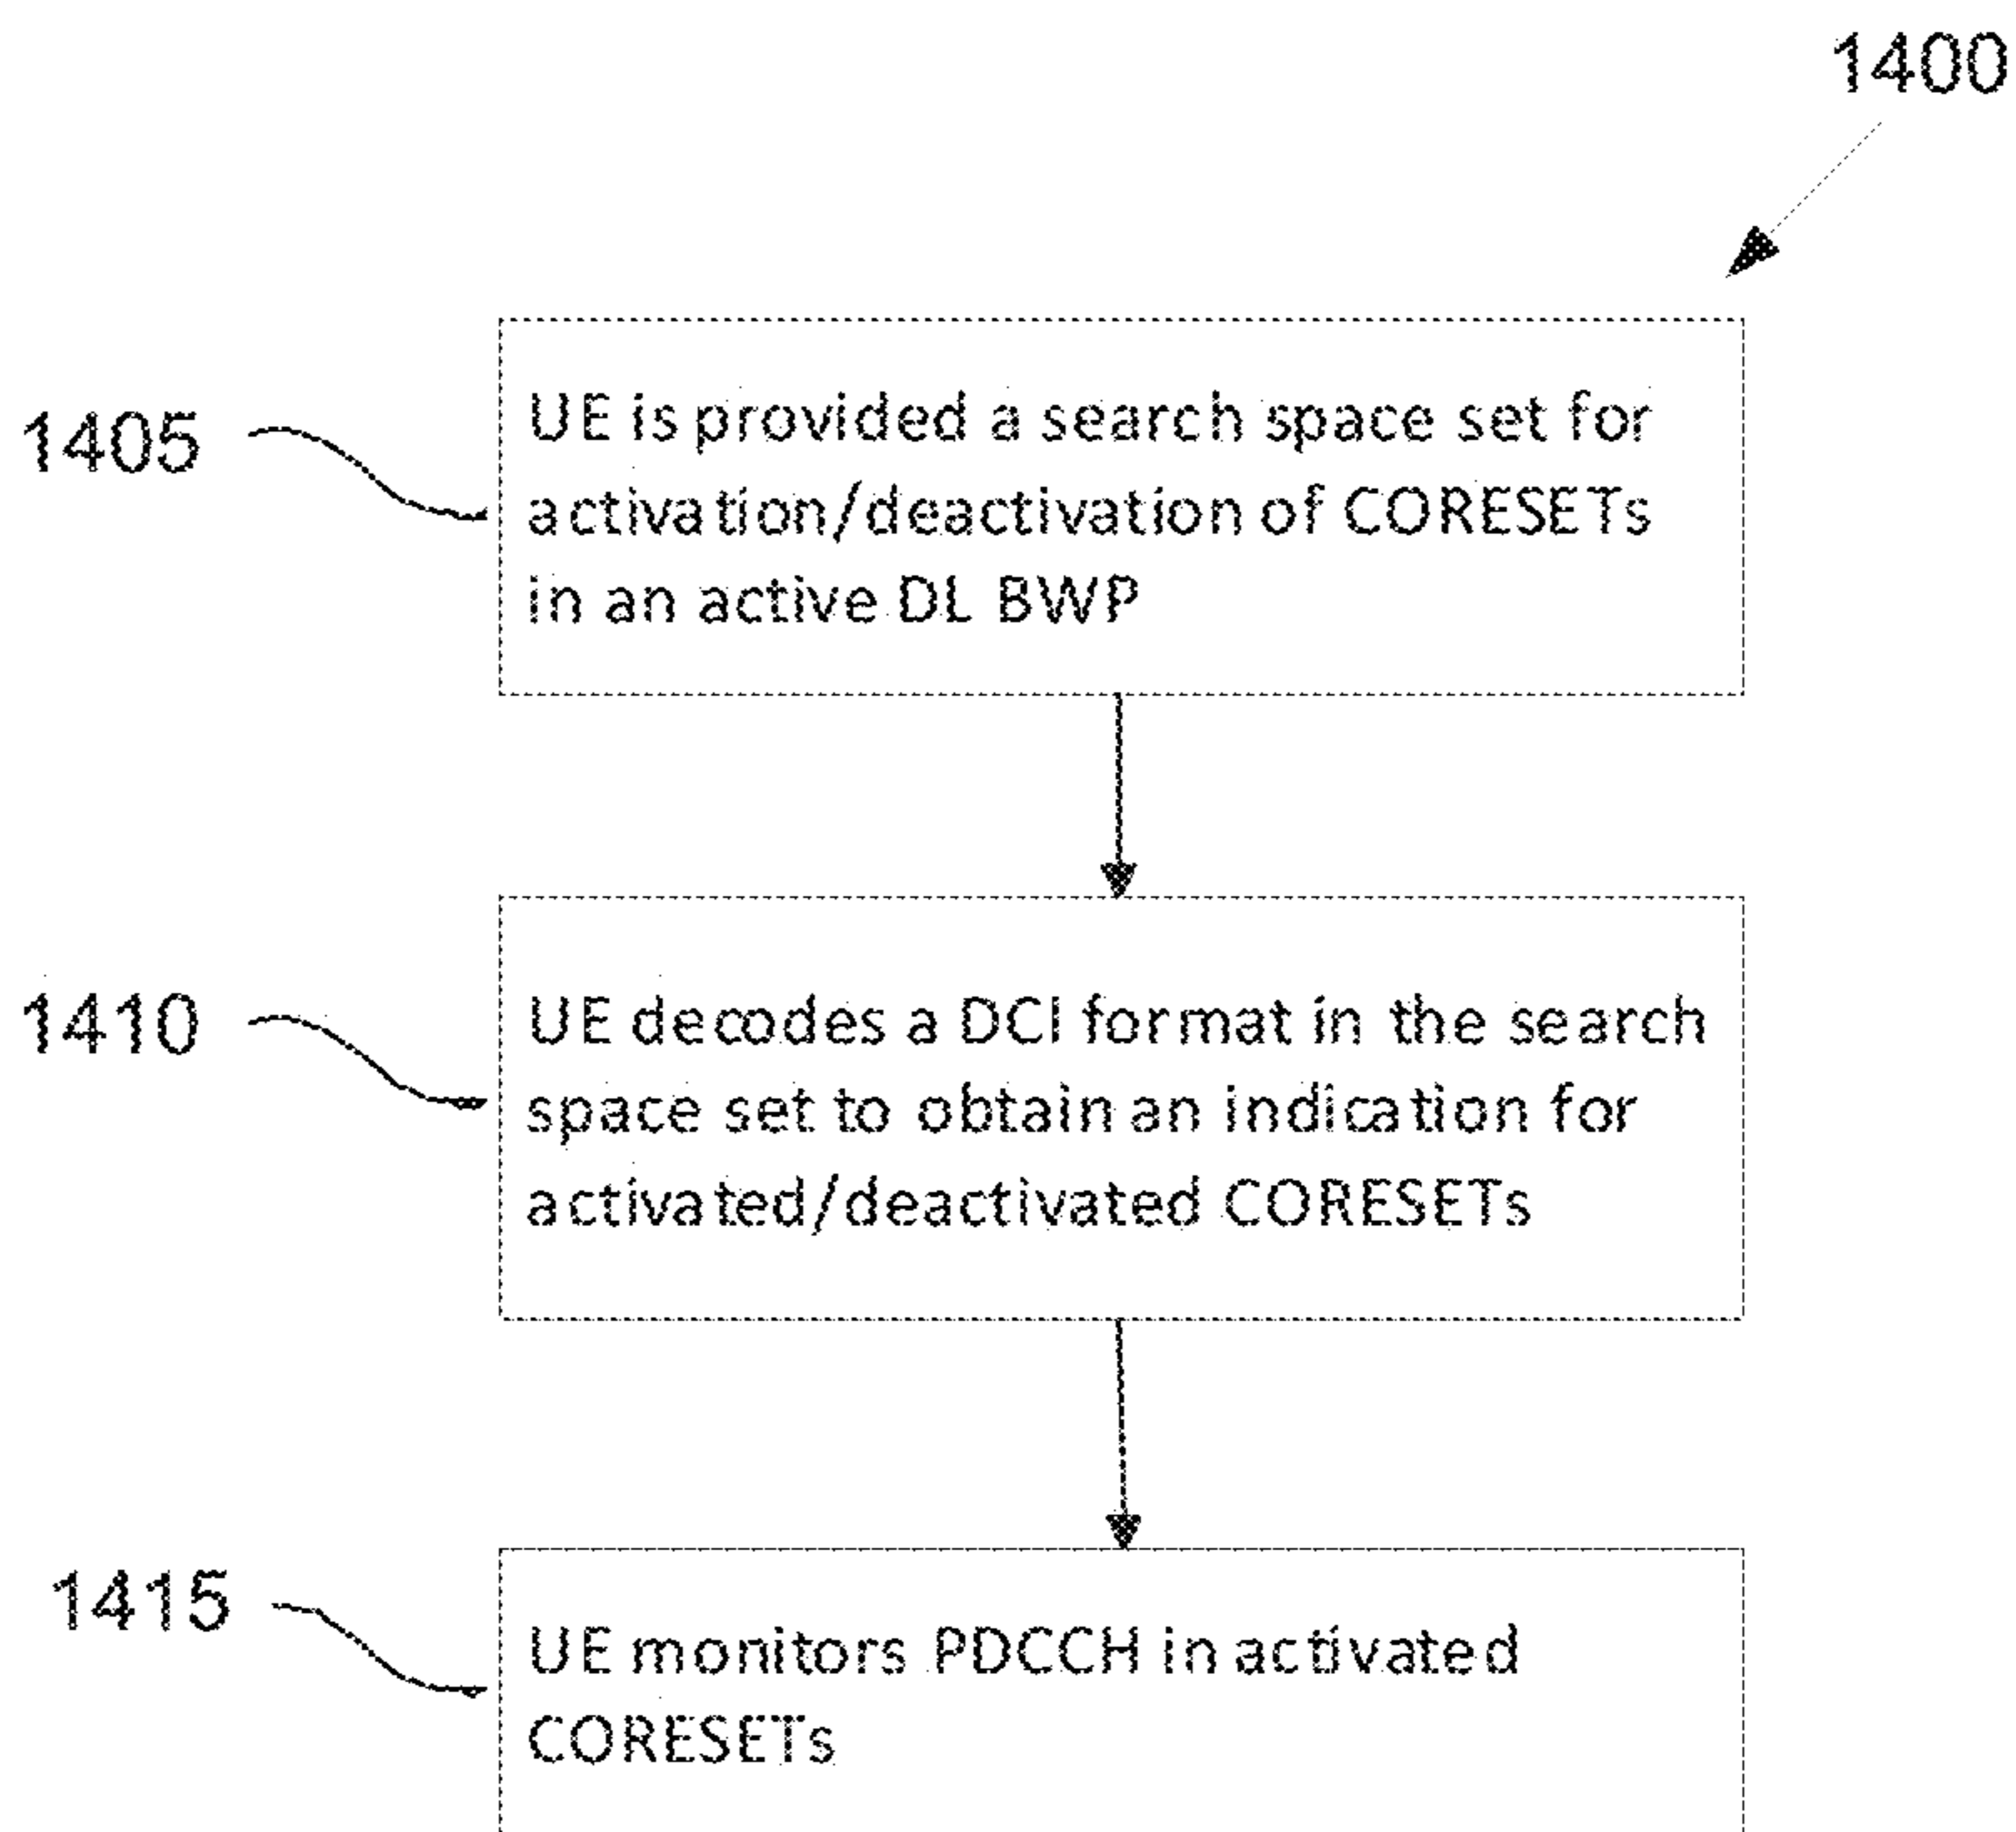 1400
1405
UE is provided a search space set for
activation/deactivation of CORESETs
in an active DL BWP
1410
UE decodes a DCI format in the search
space set to obtain an indication for
activated/deactivated CORESETs
1415
UE monitors PDCCH in activated
CORESETs